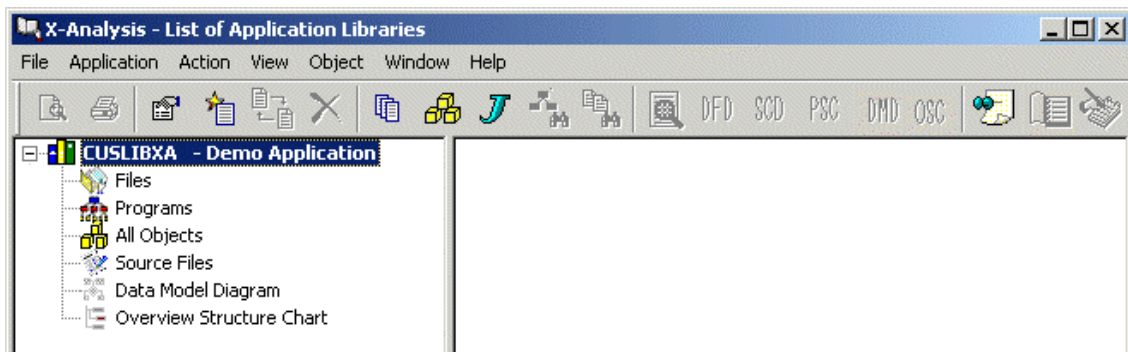 X-Analysis - List of Application Libraries
File Application Action View Object Window Help
J DFD SCD PSC DMD OSC
CUSLIBXA - Demo Application
Files
Programs
All Objects
Source Files
Data Model Diagram
Overview Structure Chart